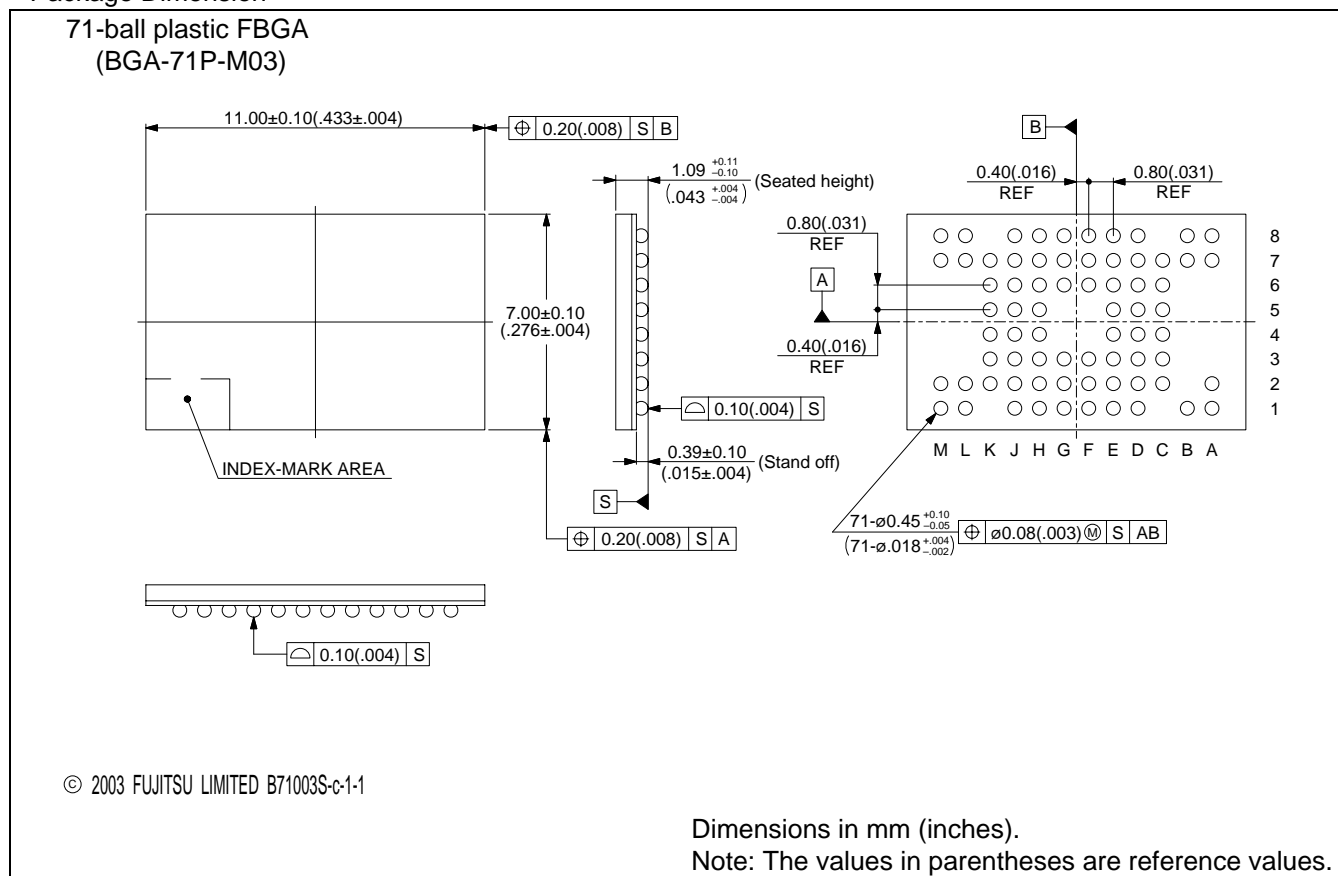 71-ball plastic FBGA
(BGA-71P-M03)
11.00±0.10(.433±.004)
⌖ 0.20(.008) S B
1.09 +0.11 −0.10 (Seated height)
(.043 +.004 −.004)
B
0.40(.016) REF
0.80(.031) REF
0.80(.031) REF
A
0.40(.016) REF
7.00±0.10
(.276±.004)
8
7
6
5
4
3
2
1
M L K J H G F E D C B A
⌓ 0.10(.004) S
0.39±0.10 (Stand off)
(.015±.004)
INDEX-MARK AREA
S
71-ø0.45 +0.10 −0.05 ⌖ ø0.08(.003) Ⓜ S AB
(71-ø.018 +.004 −.002)
⌖ 0.20(.008) S A
⌓ 0.10(.004) S
© 2003 FUJITSU LIMITED B71003S-c-1-1
Dimensions in mm (inches).
Note: The values in parentheses are reference values.